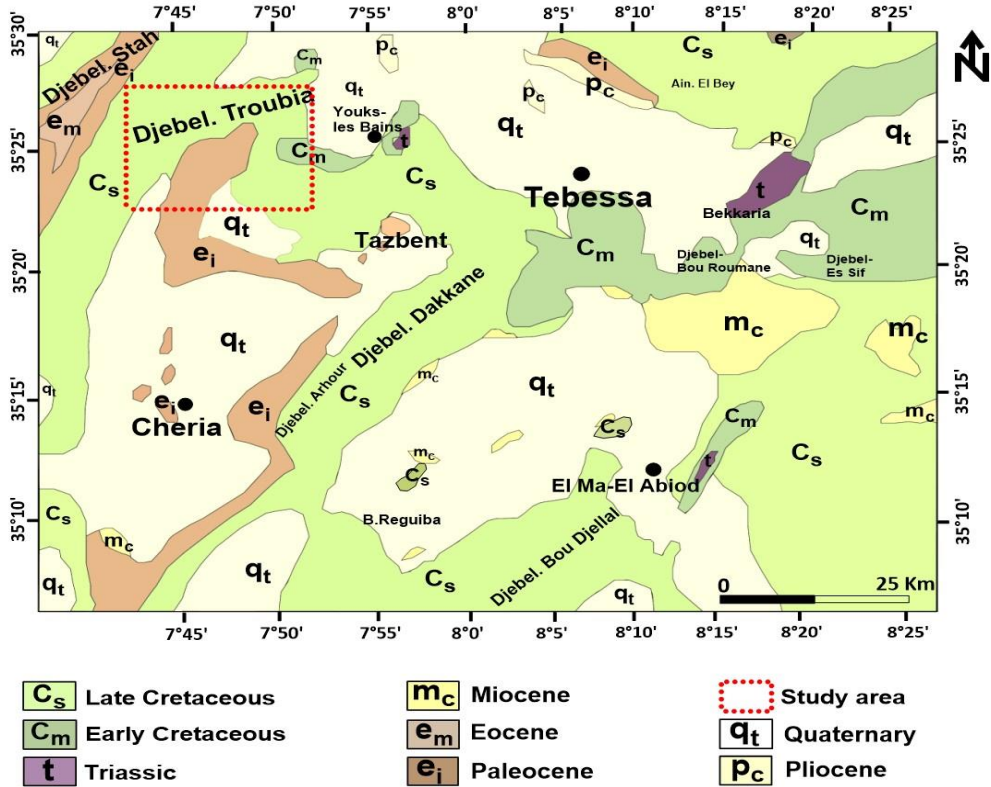 7°45'
7°50'
7°55'
8°0'
8°5'
8°10'
8°15'
8°20'
8°25'
35°30'
35°25'
35°20'
35°15'
35°10'
qt
Djebel. Stah
ei
em
Cm
pc
qt
Youks-
les Bains
t
Djebel. Troubia
Cm
Cs
Cs
qt
ei
Tazbent
ei
pc
pc
qt
Cs
ei
Ain. El Bey
N
qt
35°25'
pc
t
Bekkaria
Tebessa
Cm
Cm
qt
Djebel-
Bou Roumane
Djebel-
Es Sif
35°20'
mc
mc
qt
qt
ei
Cheria
ei
Djebel. Arhour
Djebel. Dakkane
Cs
mc
qt
Cs
mc
Cs
Cm
t
35°15'
mc
Cs
El Ma-El Abiod
B.Reguiba
Cs
mc
qt
qt
Cs
Djebel. Bou Djellal
qt
35°10'
0 25 Km
7°45'
7°50'
7°55'
8°0'
8°5'
8°10'
8°15'
8°20'
8°25'
Cs Late Cretaceous
Cm Early Cretaceous
t Triassic
mc Miocene
em Eocene
ei Paleocene
Study area
qt Quaternary
pc Pliocene